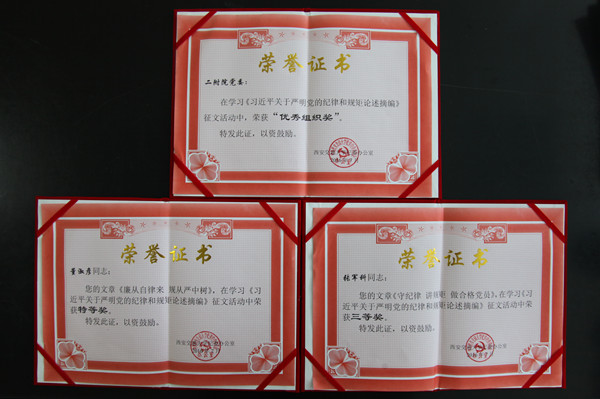 荣誉证书
二附院党委：
在学习《习近平关于严明党的纪律和规矩论述摘编》
征文活动中，荣获“优秀组织奖”
特发此证，以资鼓励。
荣誉证书
董淑彦同志：
您的文章《廉从自律来 规从严中树》，在学习《习
近平关于严明党的纪律和规矩论述摘编》征文活动中荣
获特等奖。
特发此证，以资鼓励。
荣誉证书
张军科同志：
您的文章《守纪律 讲规矩 做合格党员》，在学习《习
近平关于严明党的纪律和规矩论述摘编》征文活动中荣
获三等奖。
特发此证，以资鼓励。